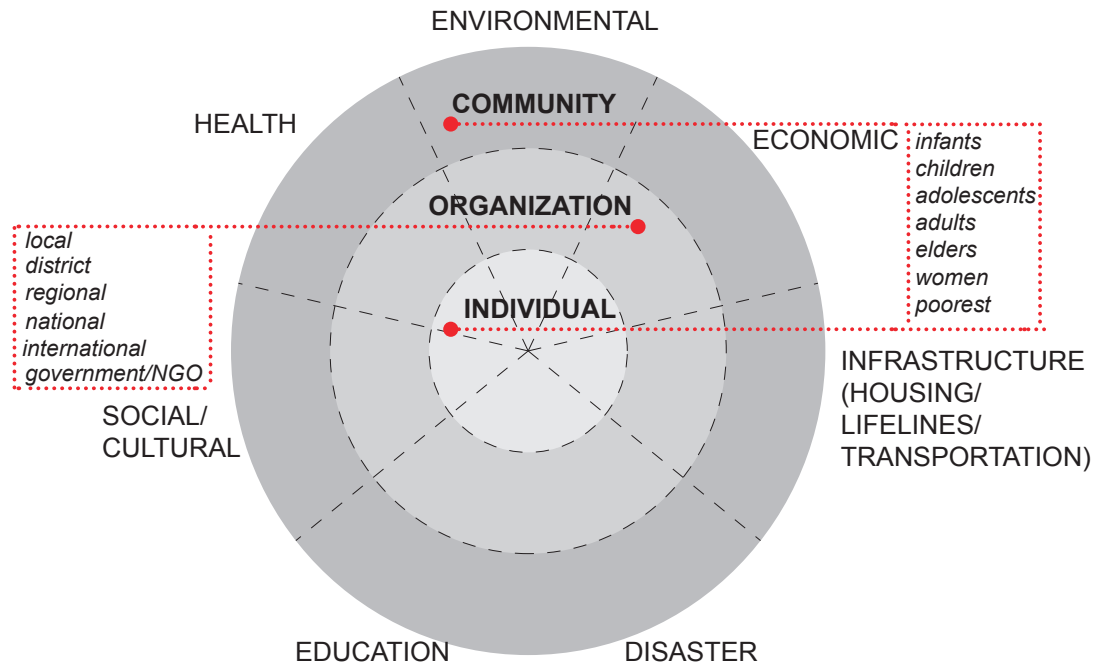 ENVIRONMENTAL
COMMUNITY
HEALTH
ECONOMIC
infants
children
adolescents
adults
elders
women
poorest
ORGANIZATION
local
district
regional
national
international
government/NGO
INDIVIDUAL
SOCIAL/
CULTURAL
INFRASTRUCTURE
(HOUSING/
LIFELINES/
TRANSPORTATION)
EDUCATION
DISASTER